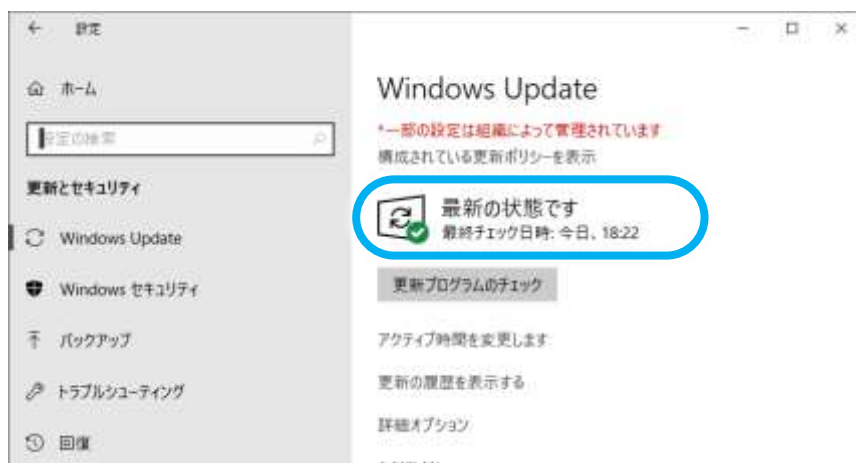 設定
ホーム
設定の検索
更新とセキュリティ
Windows Update
Windows セキュリティ
バックアップ
トラブルシューティング
回復
Windows Update
*一部の設定は組織によって管理されています
構成されている更新ポリシーを表示
最新の状態です
最終チェック日時: 今日、18:22
更新プログラムのチェック
アクティブ時間を変更します
更新の履歴を表示する
詳細オプション